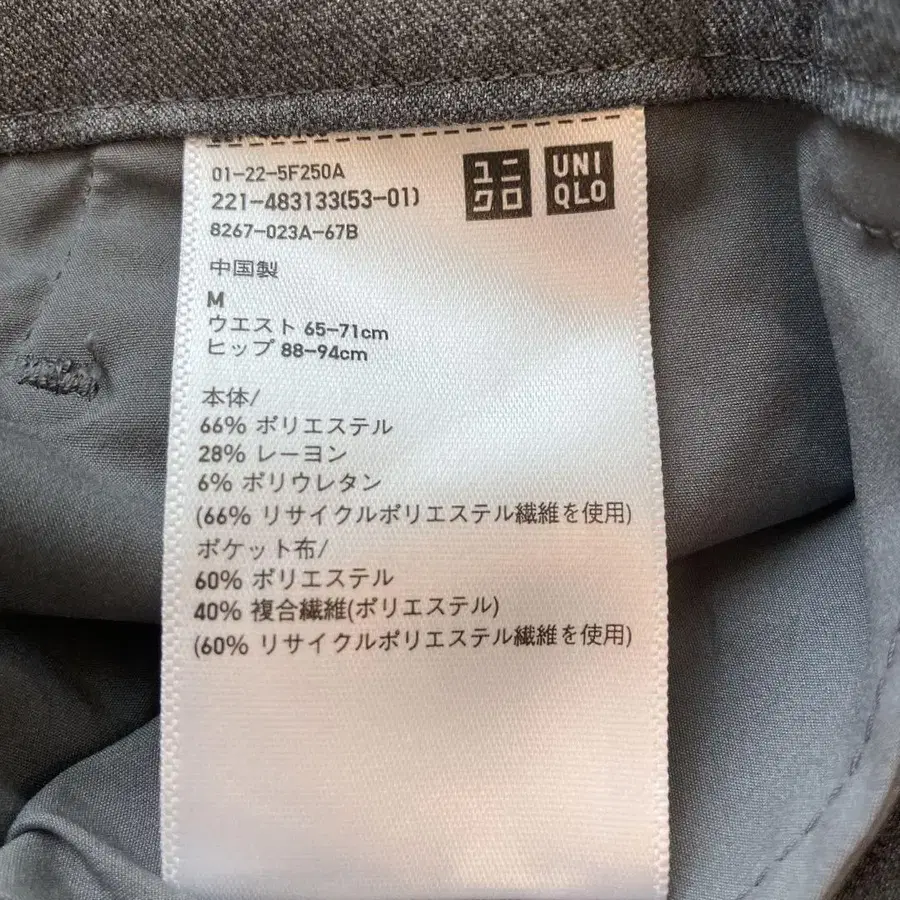 ユニクロ
UNIQLO
01-22-5F250A
221-483133(53-01)
8267-023A-67B
中国製
M
ウエスト 65-71cm
ヒップ 88-94cm
本体/
66% ポリエステル
28% レーヨン
6% ポリウレタン
(66% リサイクルポリエステル繊維を使用)
ポケット布/
60% ポリエステル
40% 複合繊維(ポリエステル)
(60% リサイクルポリエステル繊維を使用)